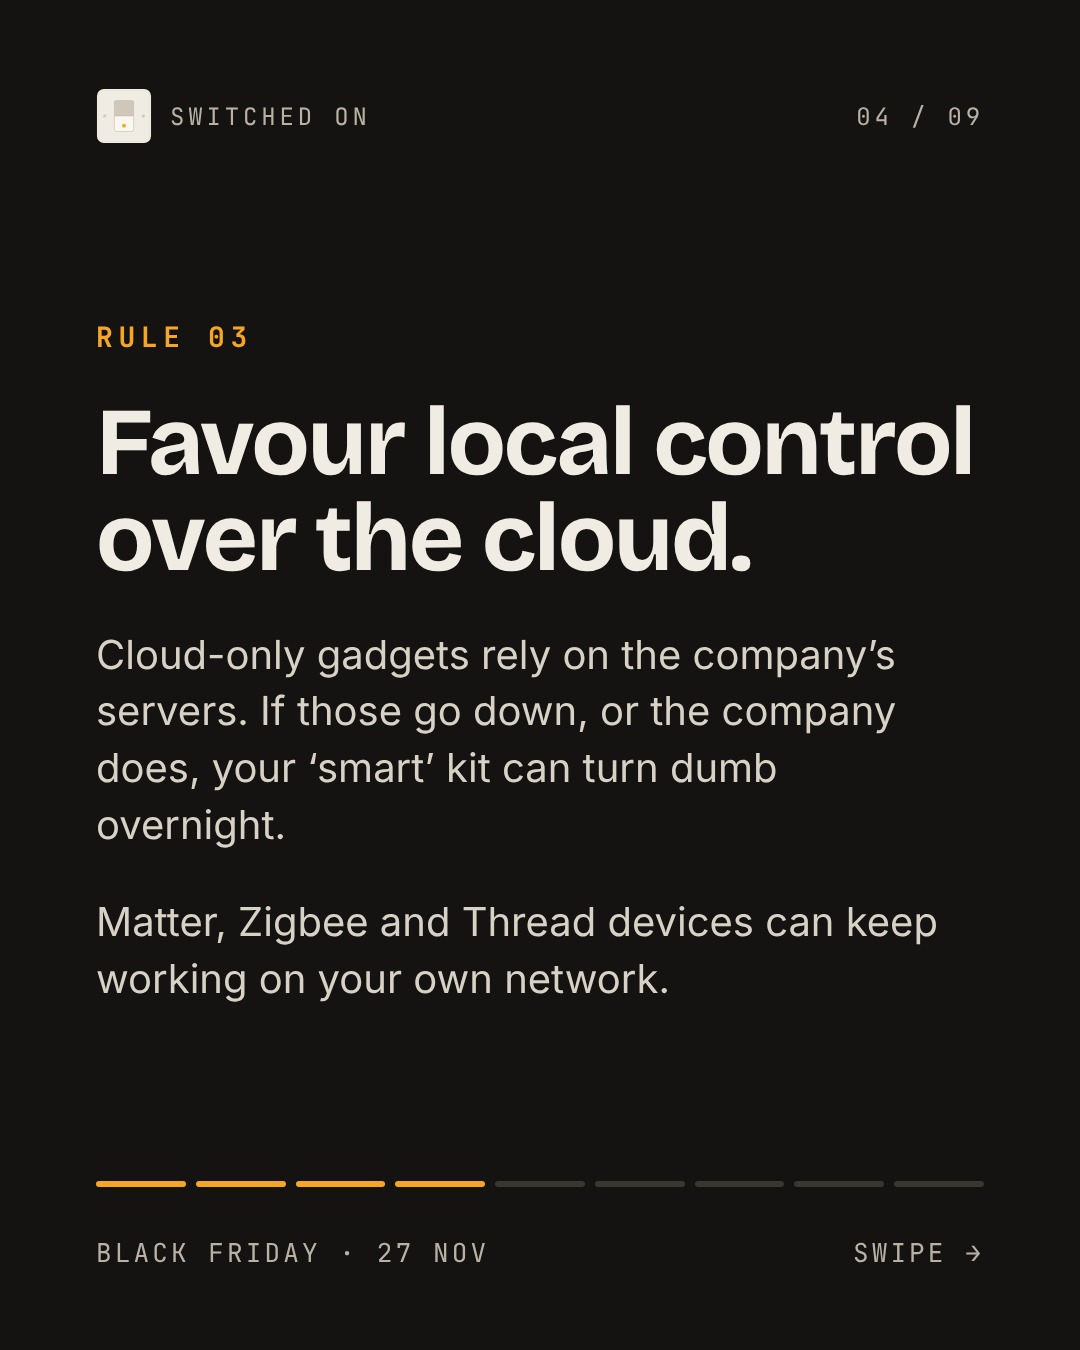 SWITCHED ON
04 / 09
RULE 03
Favour local control
over the cloud.
Cloud-only gadgets rely on the company’s
servers. If those go down, or the company
does, your ‘smart’ kit can turn dumb
overnight.
Matter, Zigbee and Thread devices can keep
working on your own network.
BLACK FRIDAY · 27 NOV
SWIPE →